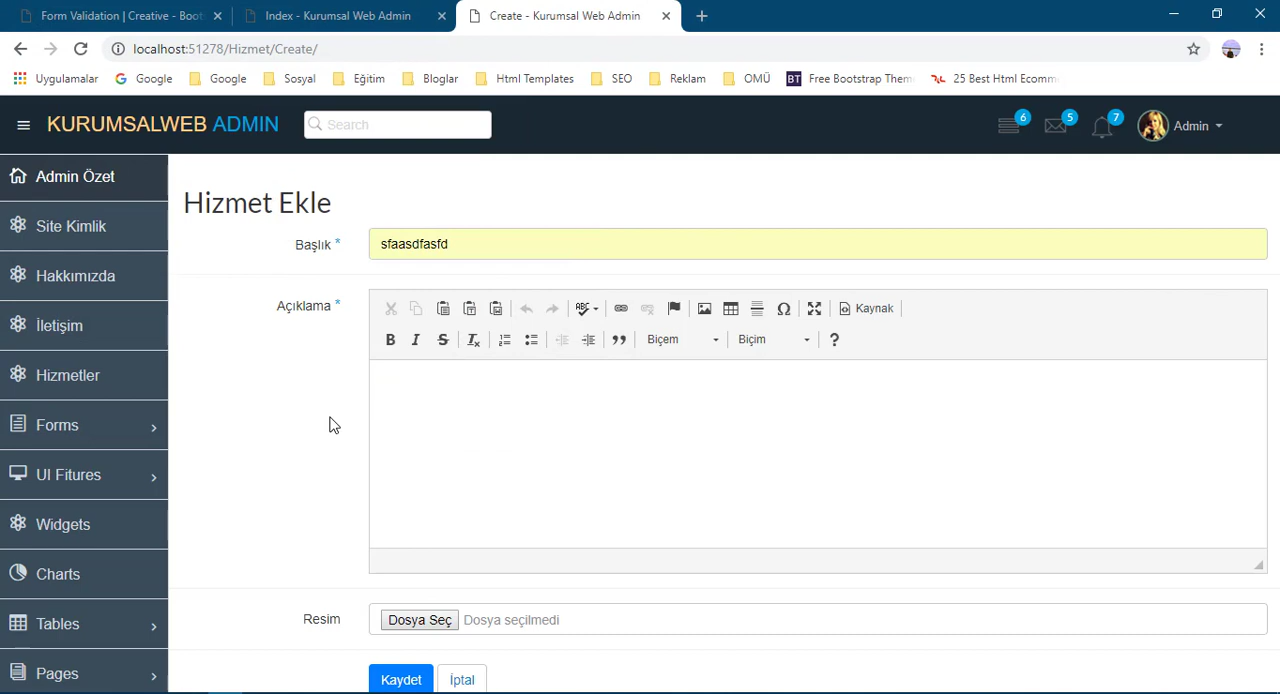 Form Validation | Creative - Boot
Index - Kurumsal Web Admin
Create - Kurumsal Web Admin
localhost:51278/Hizmet/Create/
Uygulamalar
Google
Google
Sosyal
Eğitim
Bloglar
Html Templates
SEO
Reklam
OMÜ
BT
Free Bootstrap Them
25 Best Html Ecomm
KURUMSALWEB ADMIN
Search
6
5
7
Admin
Admin Özet
Site Kimlik
Hakkımızda
İletişim
Hizmetler
Forms
UI Fitures
Widgets
Charts
Tables
Pages
Hizmet Ekle
Başlık *
sfaasdfasfd
Açıklama *
ABC
Ω
Kaynak
B I S Ix
Biçem
Biçim
?
Resim
Dosya Seç Dosya seçilmedi
Kaydet
İptal